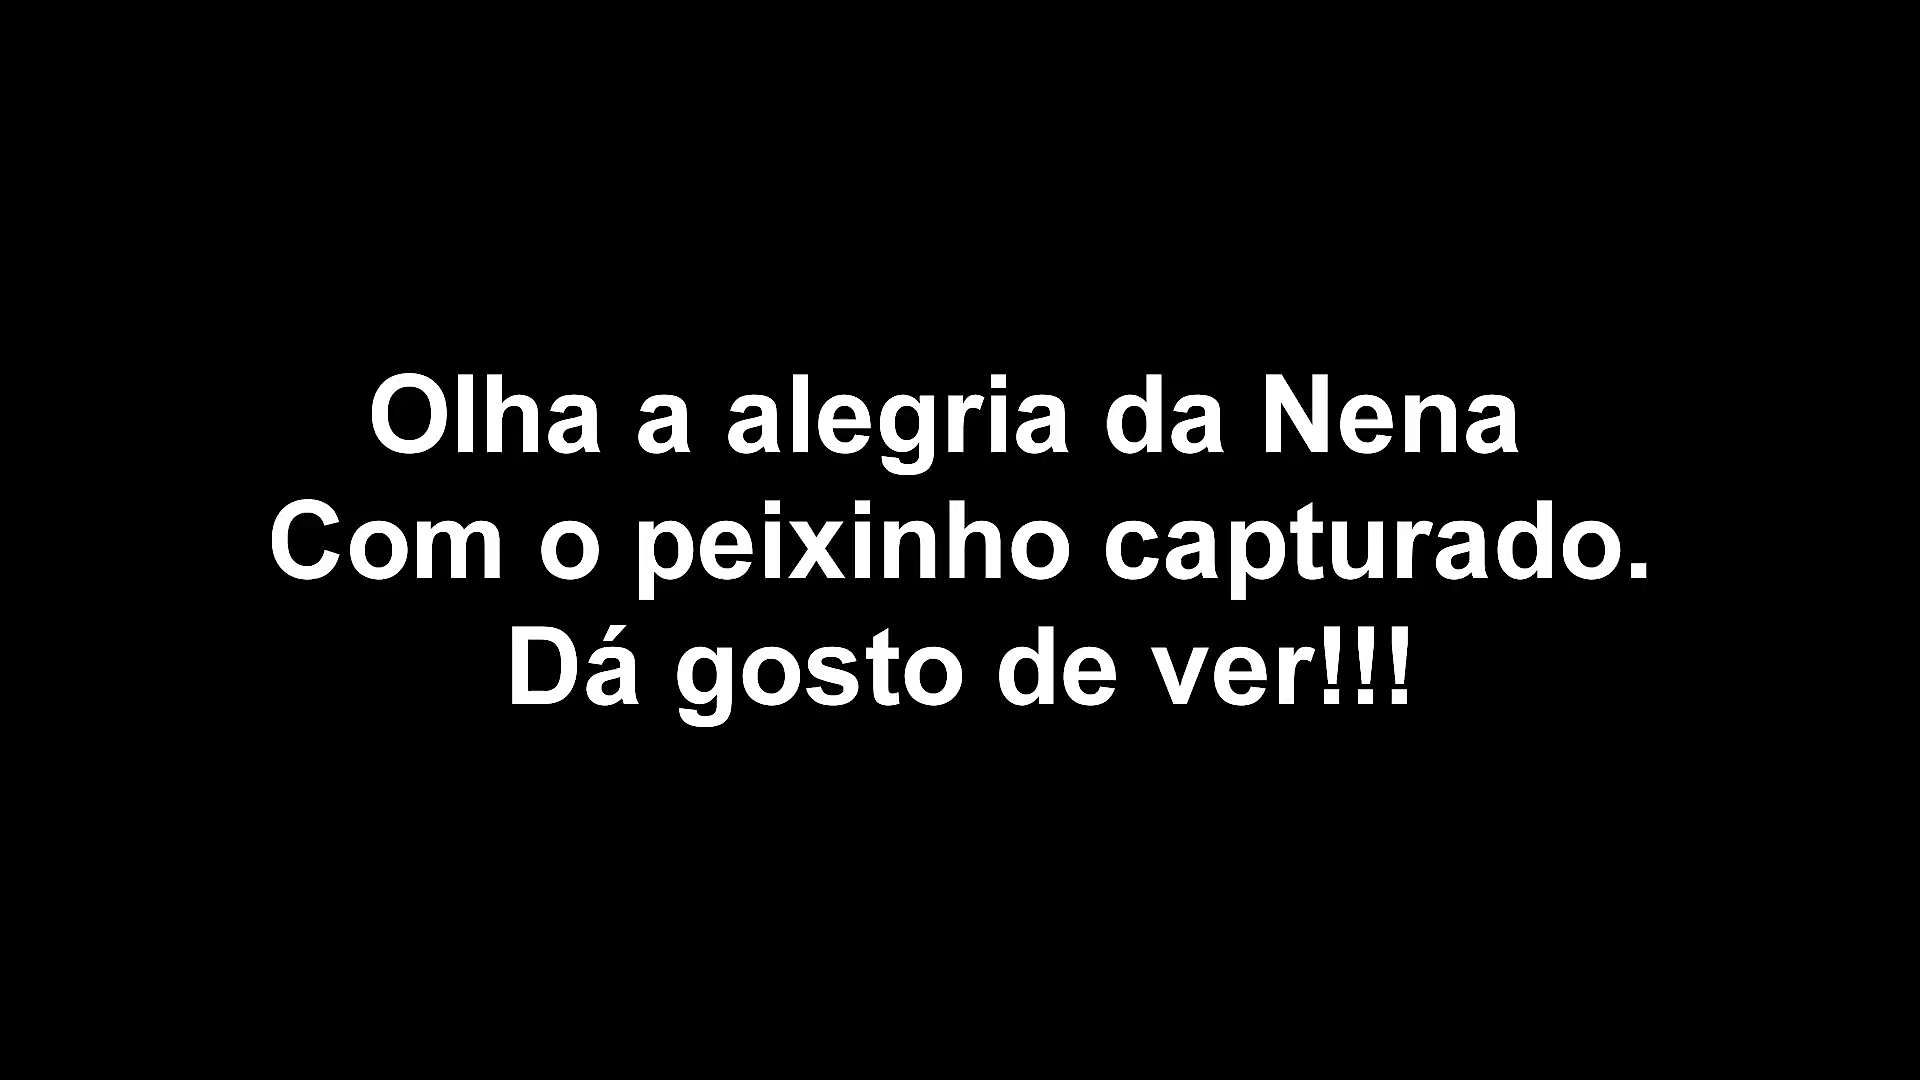 Olha a alegria da Nena
Com o peixinho capturado.
Dá gosto de ver!!!